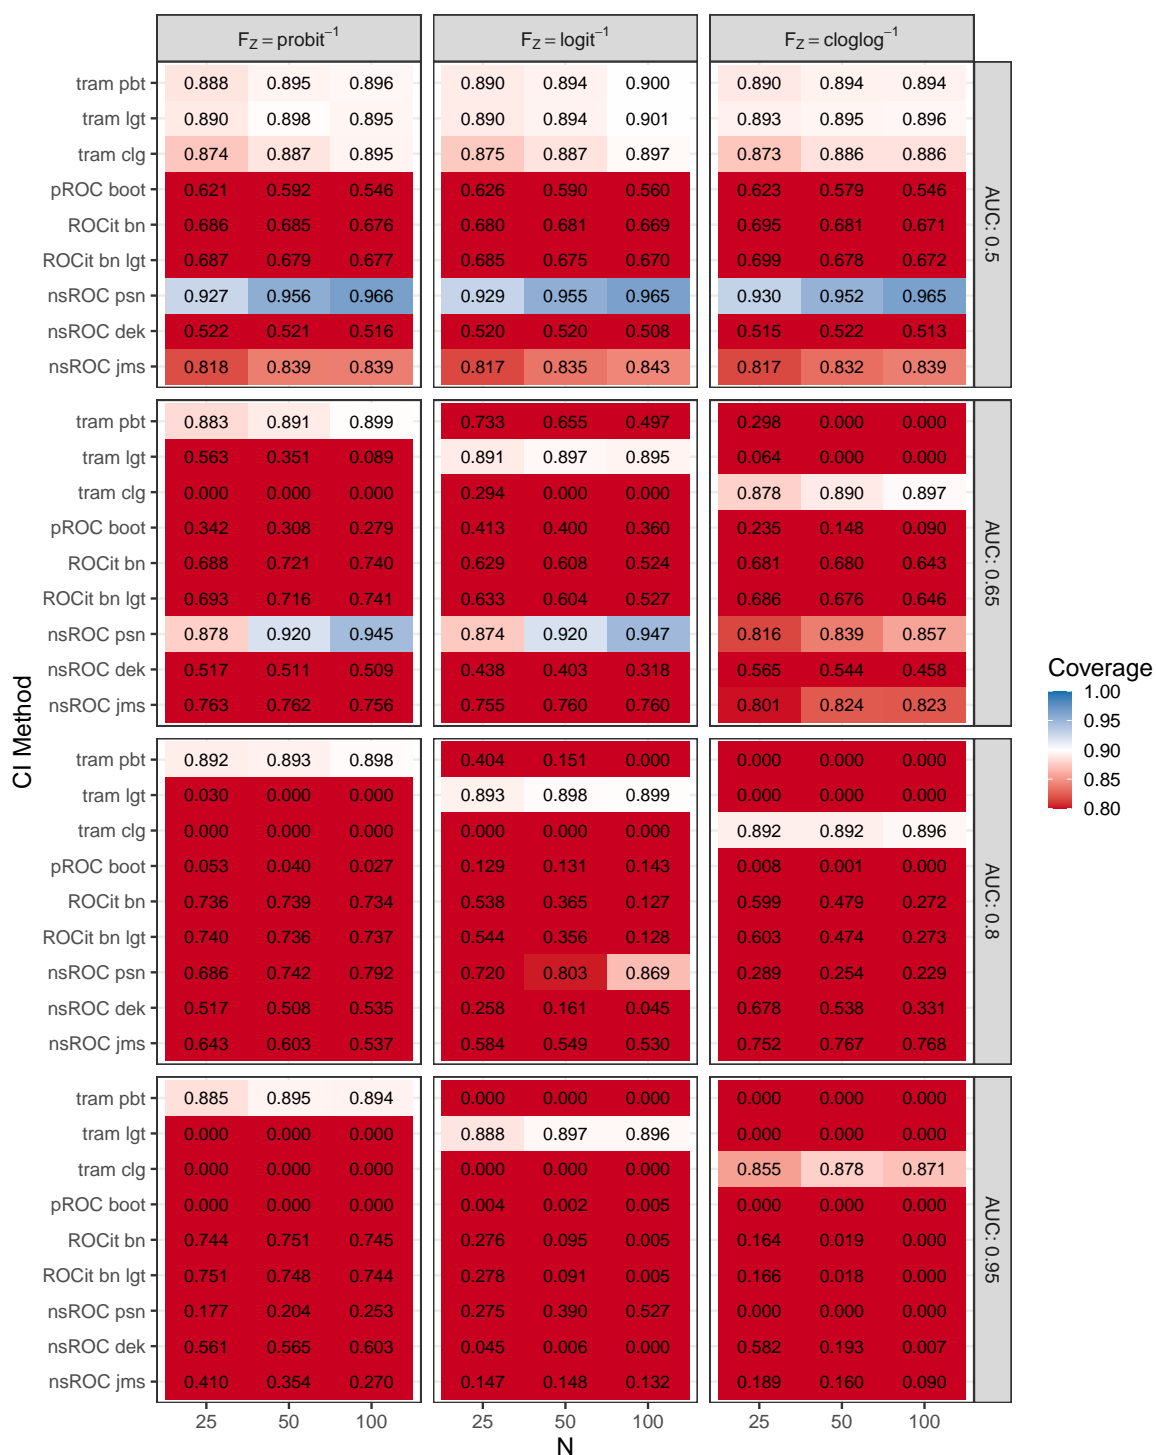 F_Z = probit⁻¹ F_Z = logit⁻¹ F_Z = cloglog⁻¹
tram pbt 0.888 0.895 0.896 0.890 0.894 0.900 0.890 0.894 0.894
tram lgt 0.890 0.898 0.895 0.890 0.894 0.901 0.893 0.895 0.896
tram clg 0.874 0.887 0.895 0.875 0.887 0.897 0.873 0.886 0.886
pROC boot 0.621 0.592 0.546 0.626 0.590 0.560 0.623 0.579 0.546
ROCit bn 0.686 0.685 0.676 0.680 0.681 0.669 0.695 0.681 0.671
ROCit bn lgt 0.687 0.679 0.677 0.685 0.675 0.670 0.699 0.678 0.672
nsROC psn 0.927 0.956 0.966 0.929 0.955 0.965 0.930 0.952 0.965
nsROC dek 0.522 0.521 0.516 0.520 0.520 0.508 0.515 0.522 0.513
nsROC jms 0.818 0.839 0.839 0.817 0.835 0.843 0.817 0.832 0.839
AUC: 0.5
tram pbt 0.883 0.891 0.899 0.733 0.655 0.497 0.298 0.000 0.000
tram lgt 0.563 0.351 0.089 0.891 0.897 0.895 0.064 0.000 0.000
tram clg 0.000 0.000 0.000 0.294 0.000 0.000 0.878 0.890 0.897
pROC boot 0.342 0.308 0.279 0.413 0.400 0.360 0.235 0.148 0.090
ROCit bn 0.688 0.721 0.740 0.629 0.608 0.524 0.681 0.680 0.643
ROCit bn lgt 0.693 0.716 0.741 0.633 0.604 0.527 0.686 0.676 0.646
nsROC psn 0.878 0.920 0.945 0.874 0.920 0.947 0.816 0.839 0.857
nsROC dek 0.517 0.511 0.509 0.438 0.403 0.318 0.565 0.544 0.458
nsROC jms 0.763 0.762 0.756 0.755 0.760 0.760 0.801 0.824 0.823
AUC: 0.65
tram pbt 0.892 0.893 0.898 0.404 0.151 0.000 0.000 0.000 0.000
tram lgt 0.030 0.000 0.000 0.893 0.898 0.899 0.000 0.000 0.000
tram clg 0.000 0.000 0.000 0.000 0.000 0.000 0.892 0.892 0.896
pROC boot 0.053 0.040 0.027 0.129 0.131 0.143 0.008 0.001 0.000
ROCit bn 0.736 0.739 0.734 0.538 0.365 0.127 0.599 0.479 0.272
ROCit bn lgt 0.740 0.736 0.737 0.544 0.356 0.128 0.603 0.474 0.273
nsROC psn 0.686 0.742 0.792 0.720 0.803 0.869 0.289 0.254 0.229
nsROC dek 0.517 0.508 0.535 0.258 0.161 0.045 0.678 0.538 0.331
nsROC jms 0.643 0.603 0.537 0.584 0.549 0.530 0.752 0.767 0.768
AUC: 0.8
tram pbt 0.885 0.895 0.894 0.000 0.000 0.000 0.000 0.000 0.000
tram lgt 0.000 0.000 0.000 0.888 0.897 0.896 0.000 0.000 0.000
tram clg 0.000 0.000 0.000 0.000 0.000 0.000 0.855 0.878 0.871
pROC boot 0.000 0.000 0.000 0.004 0.002 0.005 0.000 0.000 0.000
ROCit bn 0.744 0.751 0.745 0.276 0.095 0.005 0.164 0.019 0.000
ROCit bn lgt 0.751 0.748 0.744 0.278 0.091 0.005 0.166 0.018 0.000
nsROC psn 0.177 0.204 0.253 0.275 0.390 0.527 0.000 0.000 0.000
nsROC dek 0.561 0.565 0.603 0.045 0.006 0.000 0.582 0.193 0.007
nsROC jms 0.410 0.354 0.270 0.147 0.148 0.132 0.189 0.160 0.090
AUC: 0.95
25 50 100 25 50 100 25 50 100
N
CI Method
Coverage
1.00
0.95
0.90
0.85
0.80